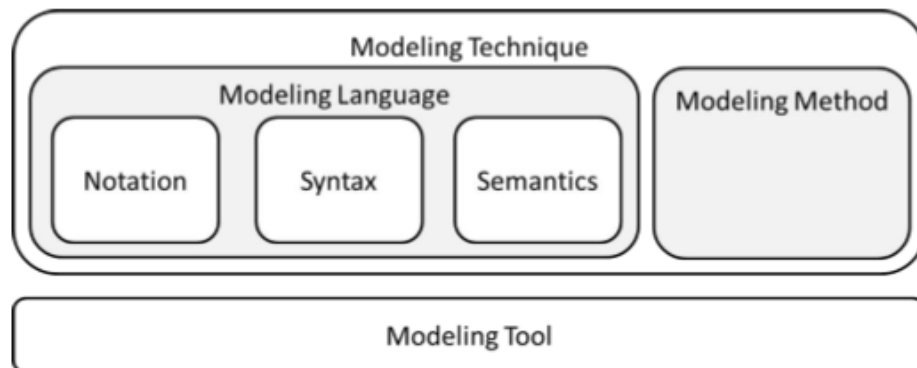 Modeling Technique
Modeling Language
Modeling Method
Notation
Syntax
Semantics
Modeling Tool